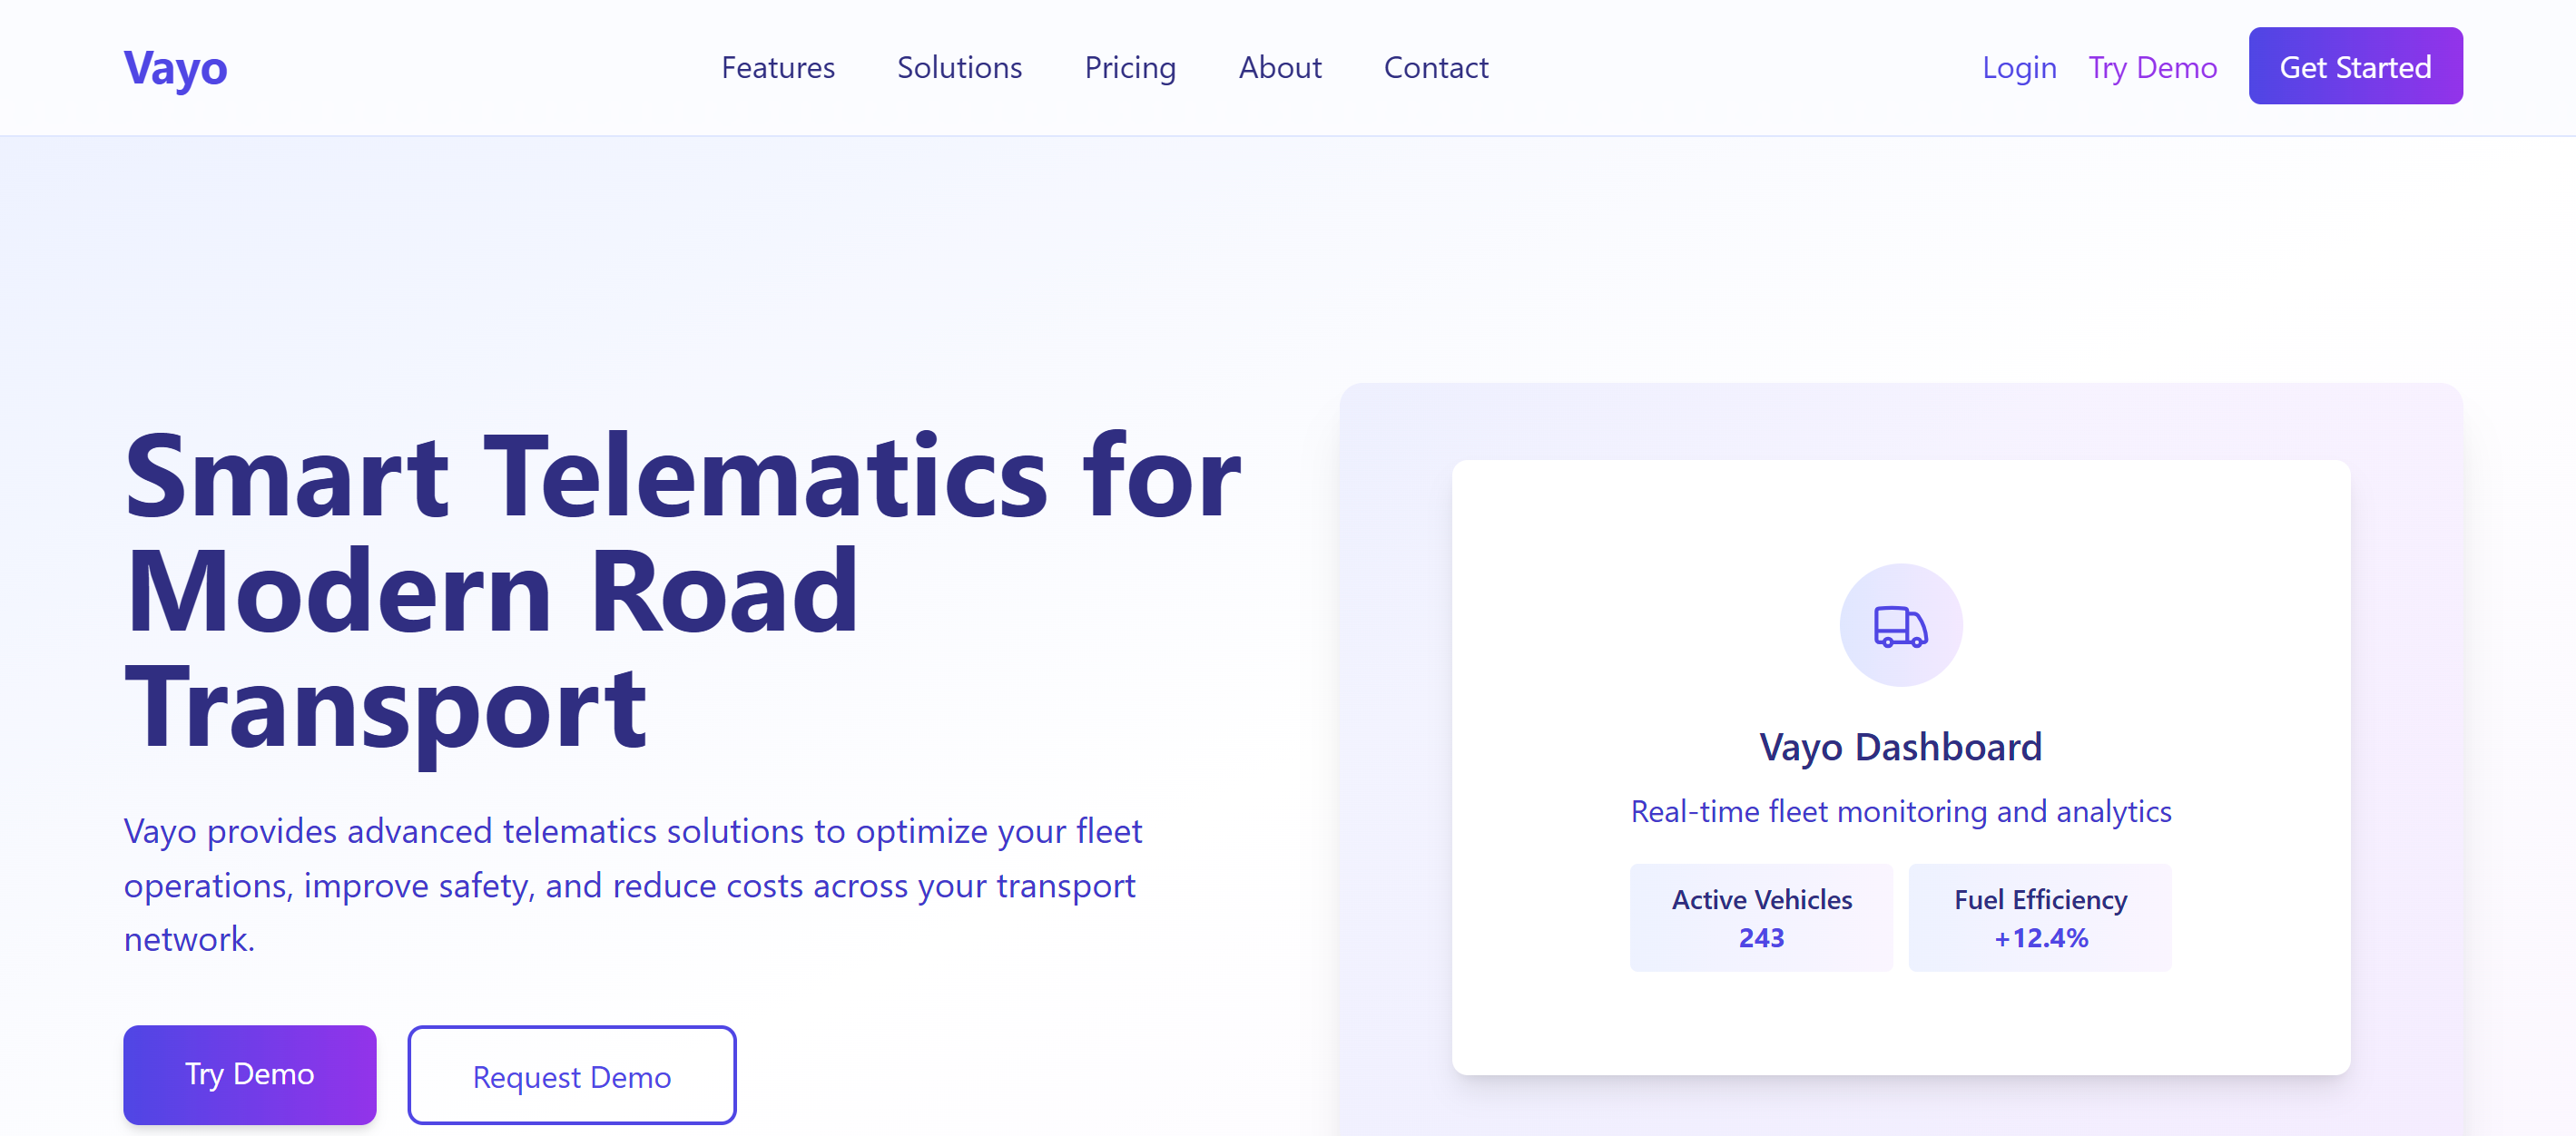 Vayo
Features
Solutions
Pricing
About
Contact
Login
Try Demo
Get Started
Smart Telematics for
Modern Road
Transport
Vayo provides advanced telematics solutions to optimize your fleet
operations, improve safety, and reduce costs across your transport
network.
Try Demo
Request Demo
Vayo Dashboard
Real-time fleet monitoring and analytics
Active Vehicles
243
Fuel Efficiency
+12.4%